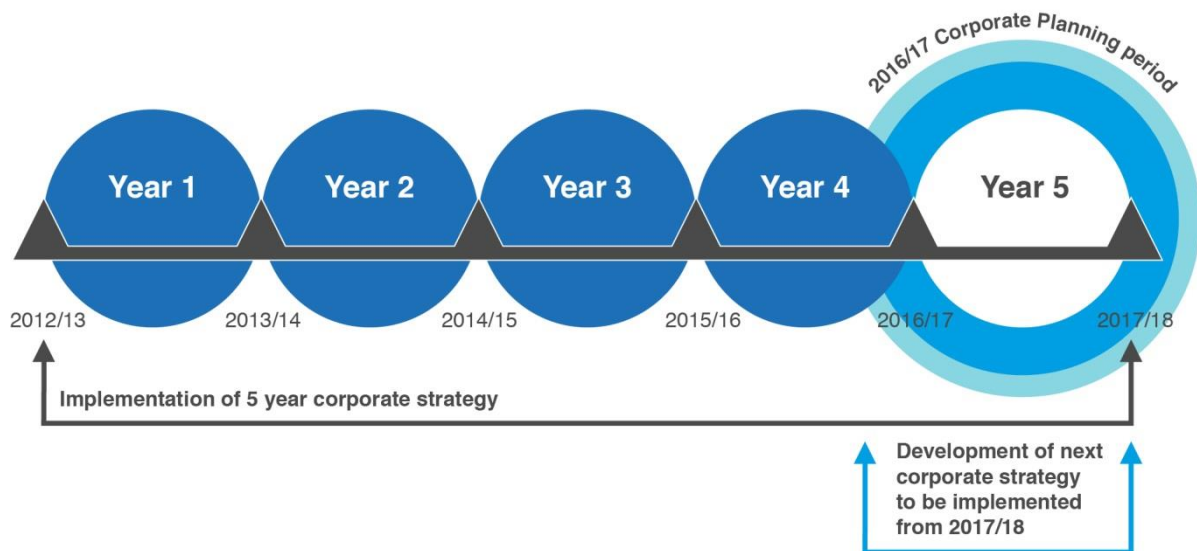 2016/17 Corporate Planning period
Year 1
Year 2
Year 3
Year 4
Year 5
2012/13
2013/14
2014/15
2015/16
2016/17
2017/18
Implementation of 5 year corporate strategy
Development of next
corporate strategy
to be implemented
from 2017/18